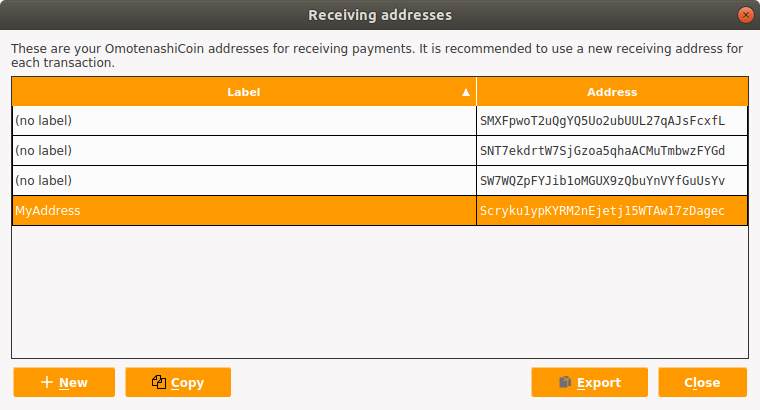 Receiving addresses
These are your OmotenashiCoin addresses for receiving payments. It is recommended to use a new receiving address for
each transaction.
Label Address
(no label) SMXFpwoT2uQgYQ5Uo2ubUUL27qAJsFcxfL
(no label) SNT7ekdrtW7SjGzoa5qhaACMuTmbwzFYGd
(no label) SW7WQZpFYJib1oMGUX9zQbuYnVYfGuUsYv
MyAddress Scryku1ypKYRM2nEjetj15WTAw17zDagec
New Copy Export Close